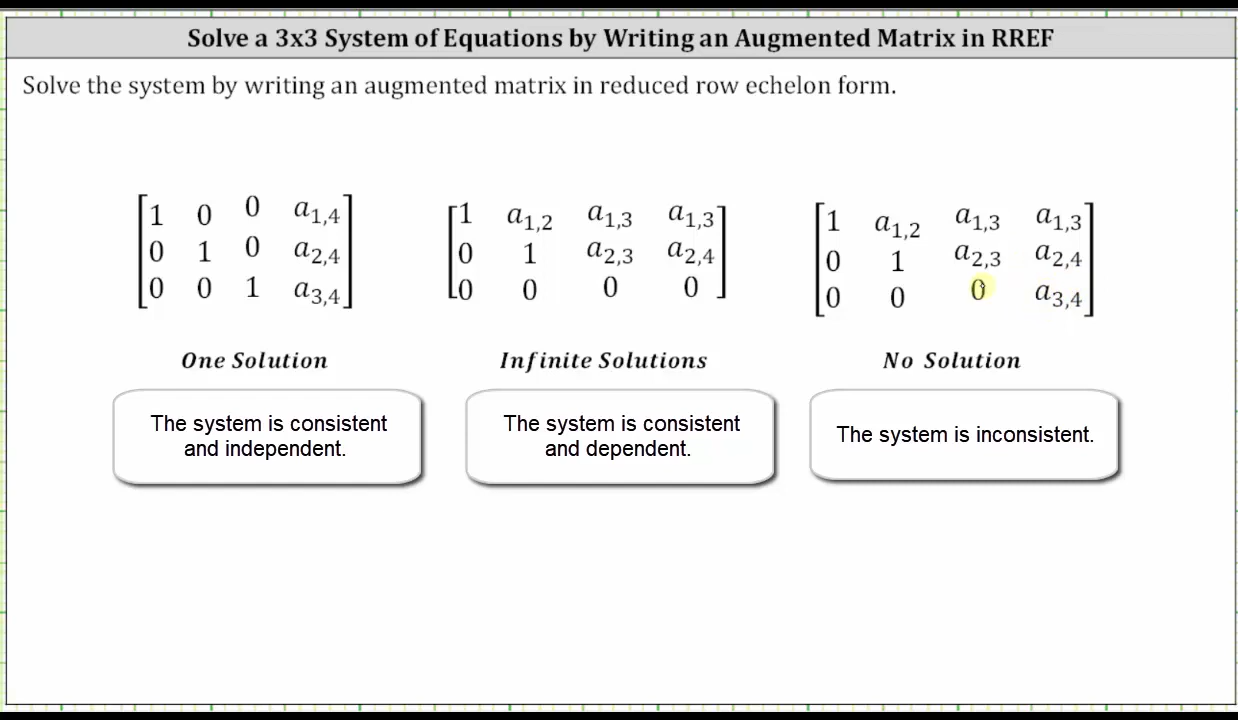 Solve a 3x3 System of Equations by Writing an Augmented Matrix in RREF
Solve the system by writing an augmented matrix in reduced row echelon form.
[1 0 0 a1,4]
[0 1 0 a2,4]
[0 0 1 a3,4]
One Solution
The system is consistent
and independent.
[1 a1,2 a1,3 a1,3]
[0 1 a2,3 a2,4]
[0 0 0 0]
Infinite Solutions
The system is consistent
and dependent.
[1 a1,2 a1,3 a1,3]
[0 1 a2,3 a2,4]
[0 0 0 a3,4]
No Solution
The system is inconsistent.